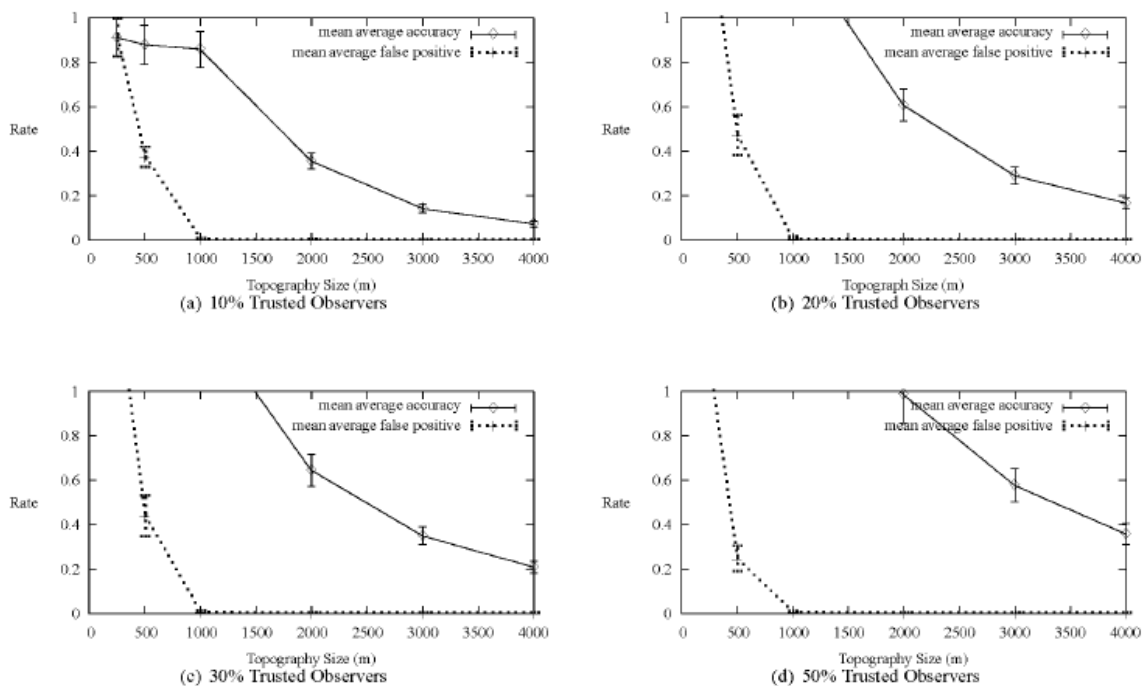 1
0.8
0.6
0.4
0.2
0
Rate
mean average accuracy
mean average false positive
0 500 1000 1500 2000 2500 3000 3500 4000
Topography Size (m)
(a) 10% Trusted Observers
1
0.8
0.6
0.4
0.2
0
Rate
mean average accuracy
mean average false positive
0 500 1000 1500 2000 2500 3000 3500 4000
Topograph Size (m)
(b) 20% Trusted Observers
1
0.8
0.6
0.4
0.2
0
Rate
mean average accuracy
mean average false positive
0 500 1000 1500 2000 2500 3000 3500 4000
Topography Size (m)
(c) 30% Trusted Observers
1
0.8
0.6
0.4
0.2
0
Rate
mean average accuracy
mean average false positive
0 500 1000 1500 2000 2500 3000 3500 4000
Topography Size (m)
(d) 50% Trusted Observers